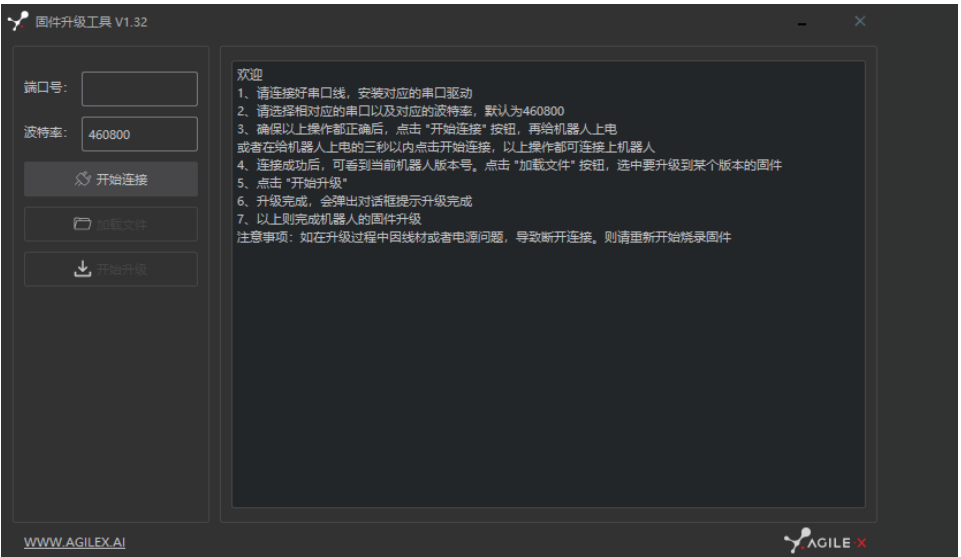 固件升级工具 V1.32
端口号:
波特率: 460800
开始连接
加载文件
开始升级
欢迎
1、请连接好串口线，安装对应的串口驱动
2、请选择相对应的串口以及对应的波特率，默认为460800
3、确保以上操作都正确后，点击 "开始连接" 按钮，再给机器人上电
或者在给机器人上电的三秒以内点击开始连接，以上操作都可连接上机器人
4、连接成功后，可看到当前机器人版本号。点击 "加载文件" 按钮，选中要升级到某个版本的固件
5、点击 "开始升级"
6、升级完成，会弹出对话框提示升级完成
7、以上则完成机器人的固件升级
注意事项：如在升级过程中因线材或者电源问题，导致断开连接。则请重新开始烧录固件
WWW.AGILEX.AI
AGILE X